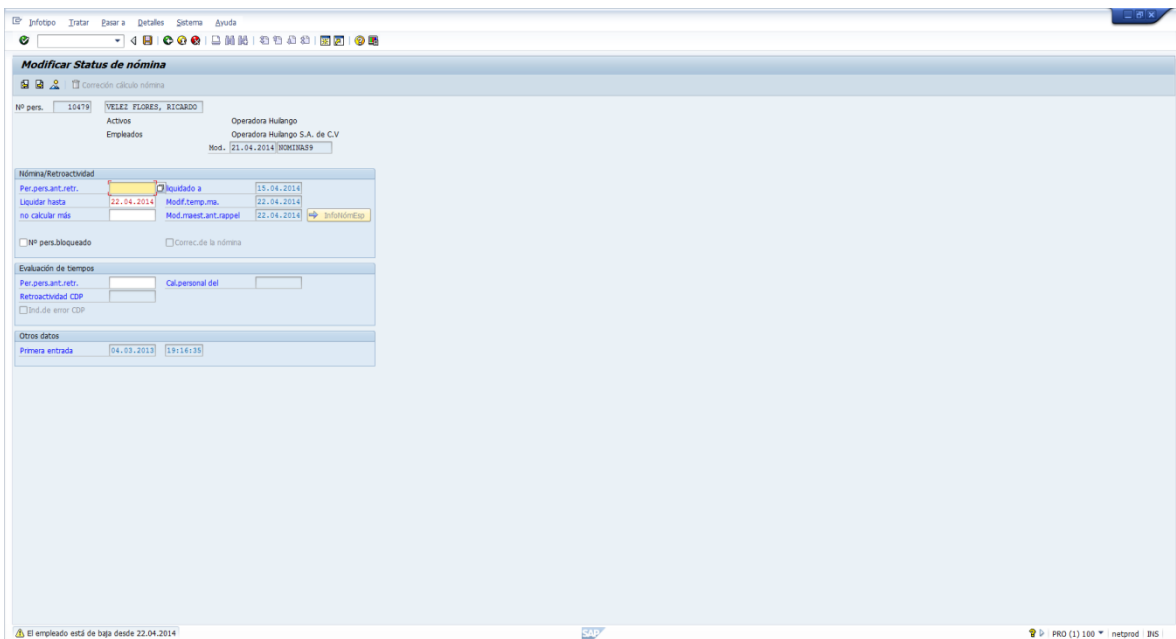 Infotipo Tratar Pasar a Detalles Sistema Ayuda
Modificar Status de nómina
Correción cálculo nómina
Nº pers. 10479 VELEZ FLORES, RICARDO
Activos Operadora Huilango
Empleados Operadora Huilango S.A. de C.V
Mod. 21.04.2014 NOMINAS9
Nómina/Retroactividad
Per.pers.ant.retr. liquidado a 15.04.2014
Liquidar hasta 22.04.2014 Modif.temp.ma. 22.04.2014
no calcular más Mod.maest.ant.rappel 22.04.2014 InfoNómEsp
Nº pers.bloqueado Correc.de la nómina
Evaluación de tiempos
Per.pers.ant.retr. Cal.personal del
Retroactividad CDP
Ind.de error CDP
Otros datos
Primera entrada 04.03.2013 19:16:35
El empleado está de baja desde 22.04.2014 SAP PRO (1) 100 netprod INS